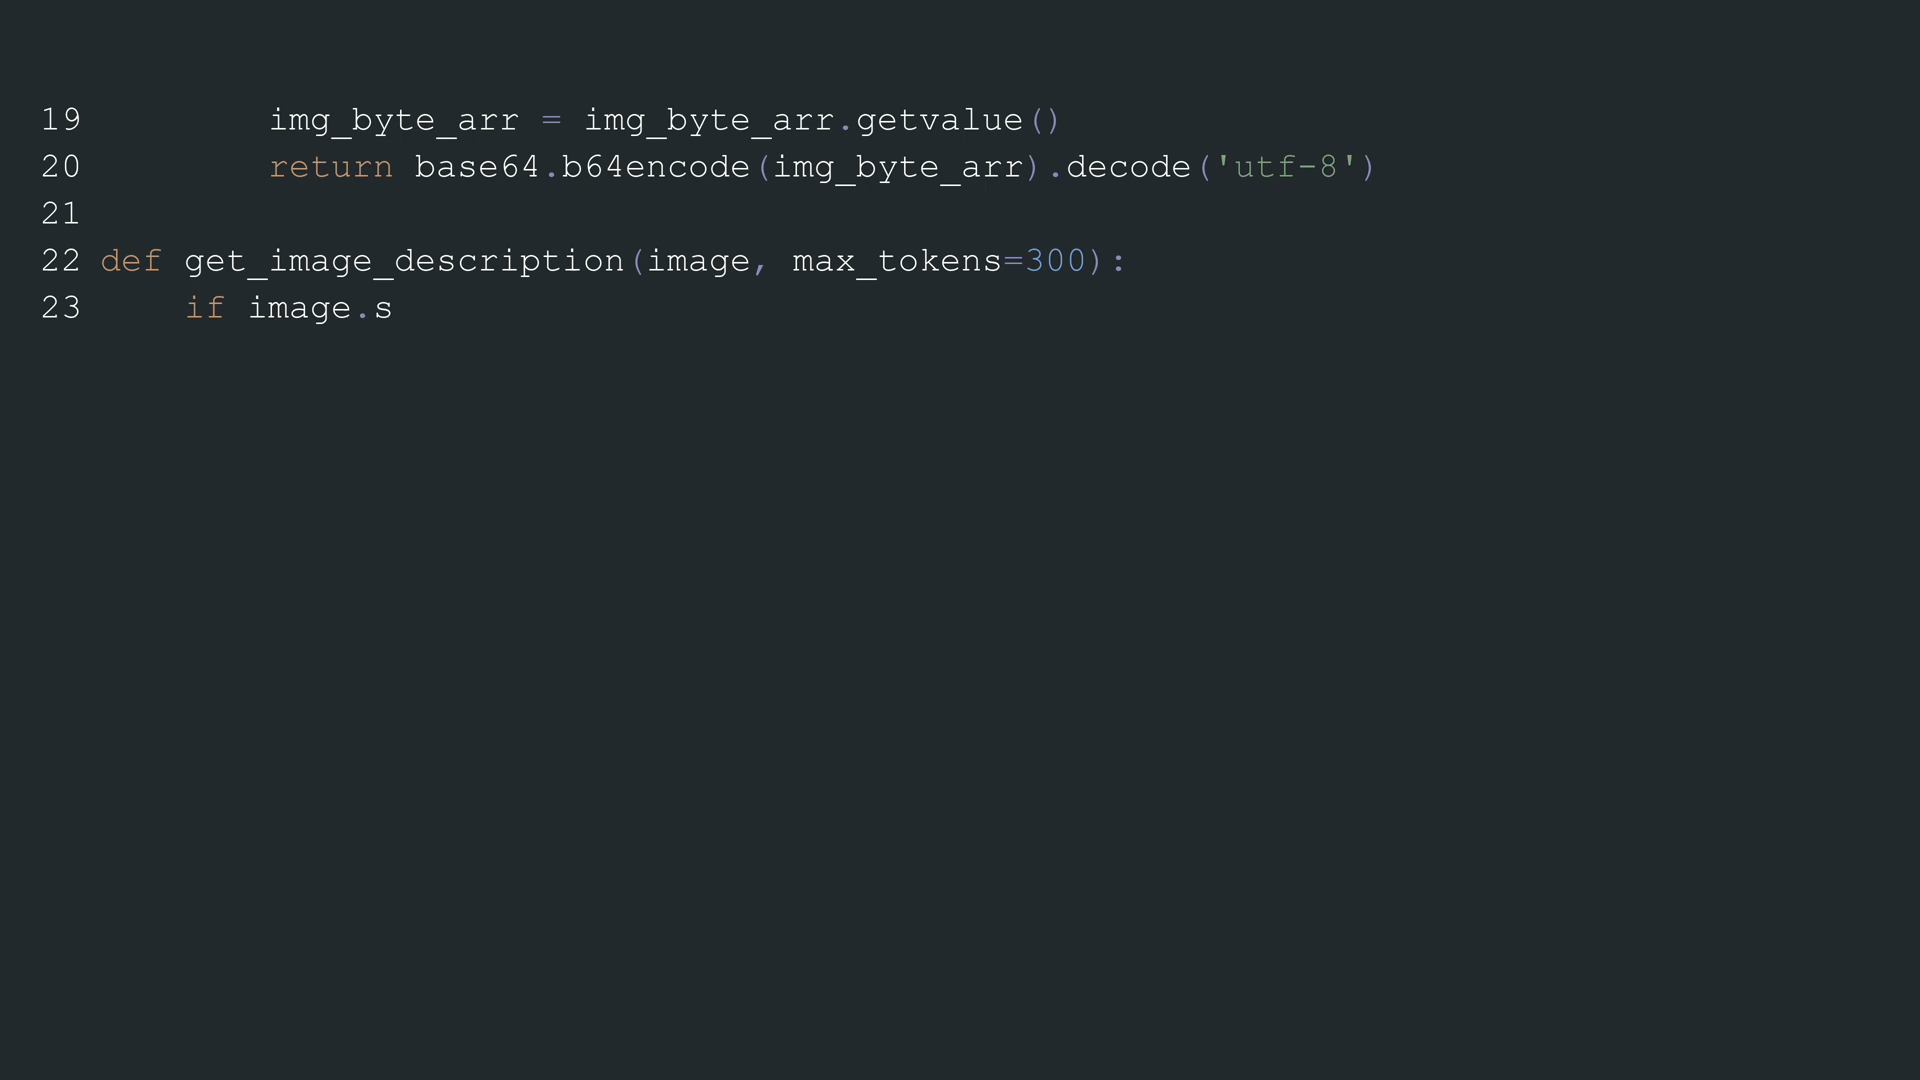 19         img_byte_arr = img_byte_arr.getvalue()
20         return base64.b64encode(img_byte_arr).decode('utf-8')
21
22 def get_image_description(image, max_tokens=300):
23     if image.s